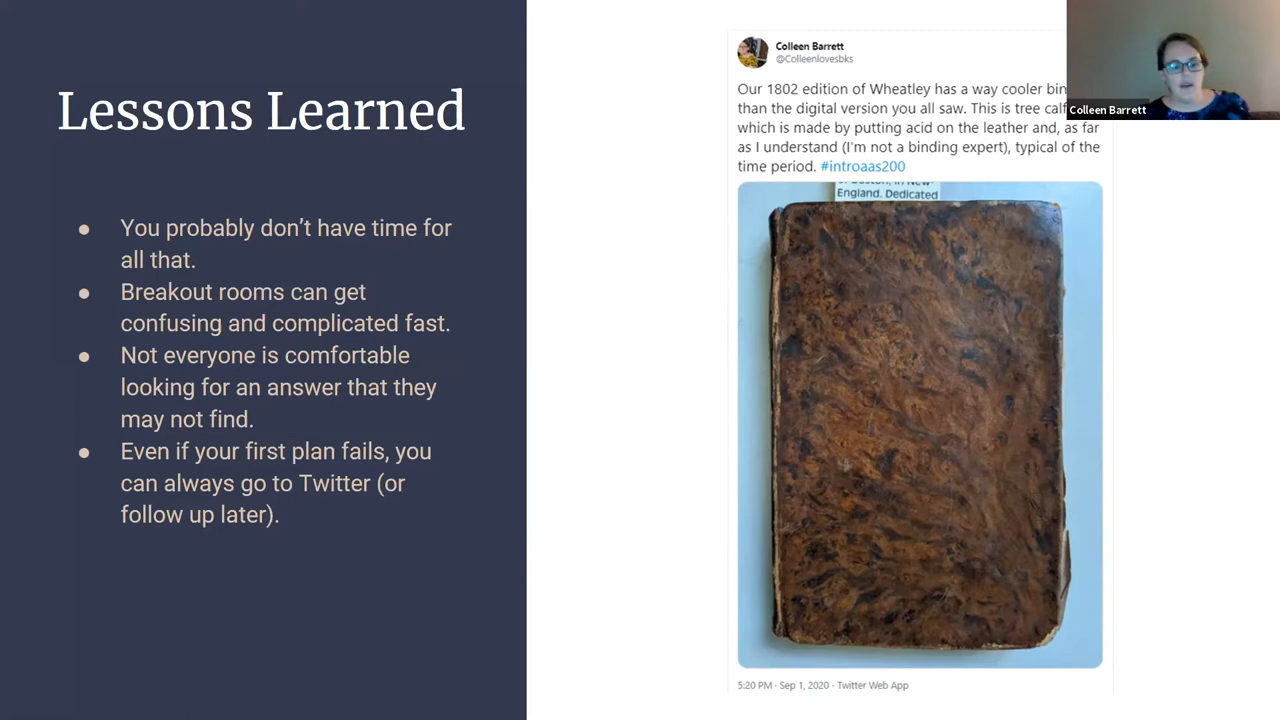 Lessons Learned
● You probably don’t have time for
all that.
● Breakout rooms can get
confusing and complicated fast.
● Not everyone is comfortable
looking for an answer that they
may not find.
● Even if your first plan fails, you
can always go to Twitter (or
follow up later).
Colleen Barrett
@Colleenlovesbks
Our 1802 edition of Wheatley has a way cooler
than the digital version you all saw. This is tree
which is made by putting acid on the leather and, as far
as I understand (I'm not a binding expert), typical of the
time period. #introaas200
England. Dedicated
5:20 PM · Sep 1, 2020 · Twitter Web App
Colleen Barrett